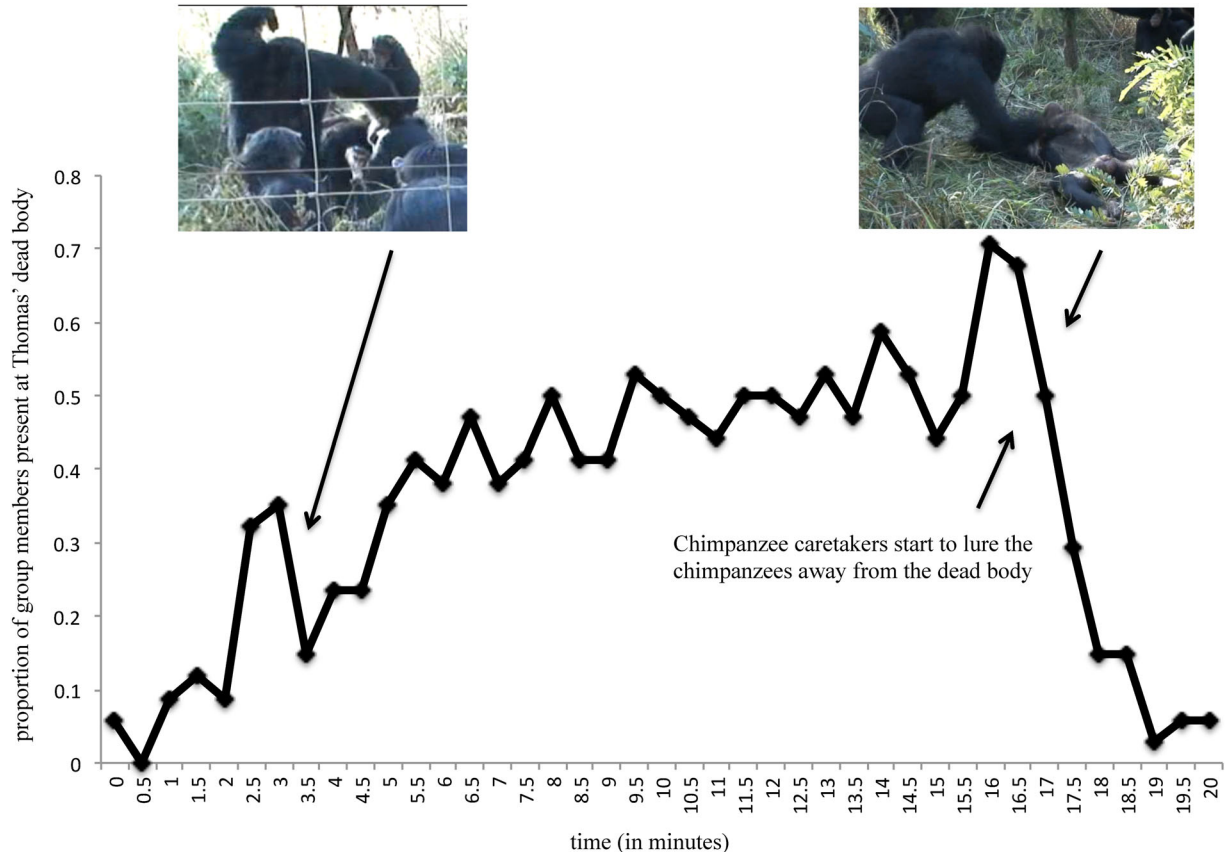 proportion of group members present at Thomas’ dead body
0.8
0.7
0.6
0.5
0.4
0.3
0.2
0.1
0
Chimpanzee caretakers start to lure the
chimpanzees away from the dead body
0 0.5 1 1.5 2 2.5 3 3.5 4 4.5 5 5.5 6 6.5 7 7.5 8 8.5 9 9.5 10 10.5 11 11.5 12 12.5 13 13.5 14 14.5 15 15.5 16 16.5 17 17.5 18 18.5 19 19.5 20
time (in minutes)